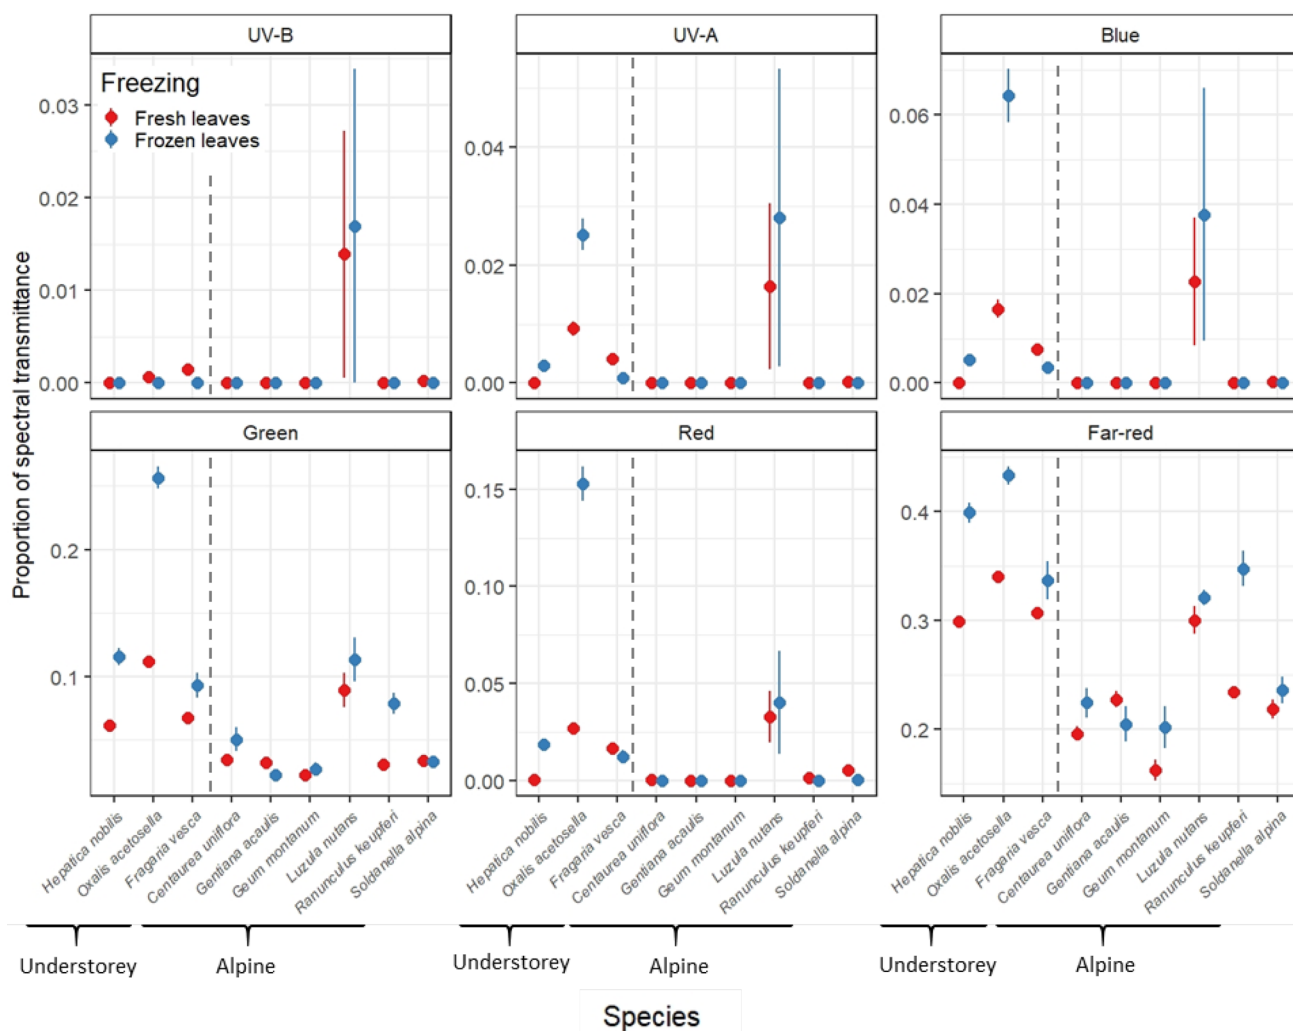 UV-B
UV-A
Blue
Freezing
Fresh leaves
Frozen leaves
0.03
0.02
0.01
0.00
0.04
0.02
0.00
0.06
0.04
0.02
0.00
Proportion of spectral transmittance
Green
Red
Far-red
0.2
0.1
0.15
0.10
0.05
0.00
0.4
0.3
0.2
Hepatica nobilis
Oxalis acetosella
Fragaria vesca
Centaurea uniflora
Gentiana acaulis
Geum montanum
Luzula nutans
Ranunculus keupferi
Soldanella alpina
Hepatica nobilis
Oxalis acetosella
Fragaria vesca
Centaurea uniflora
Gentiana acaulis
Geum montanum
Luzula nutans
Ranunculus keupferi
Soldanella alpina
Hepatica nobilis
Oxalis acetosella
Fragaria vesca
Centaurea uniflora
Gentiana acaulis
Geum montanum
Luzula nutans
Ranunculus keupferi
Soldanella alpina
Understorey
Alpine
Understorey
Alpine
Understorey
Alpine
Species